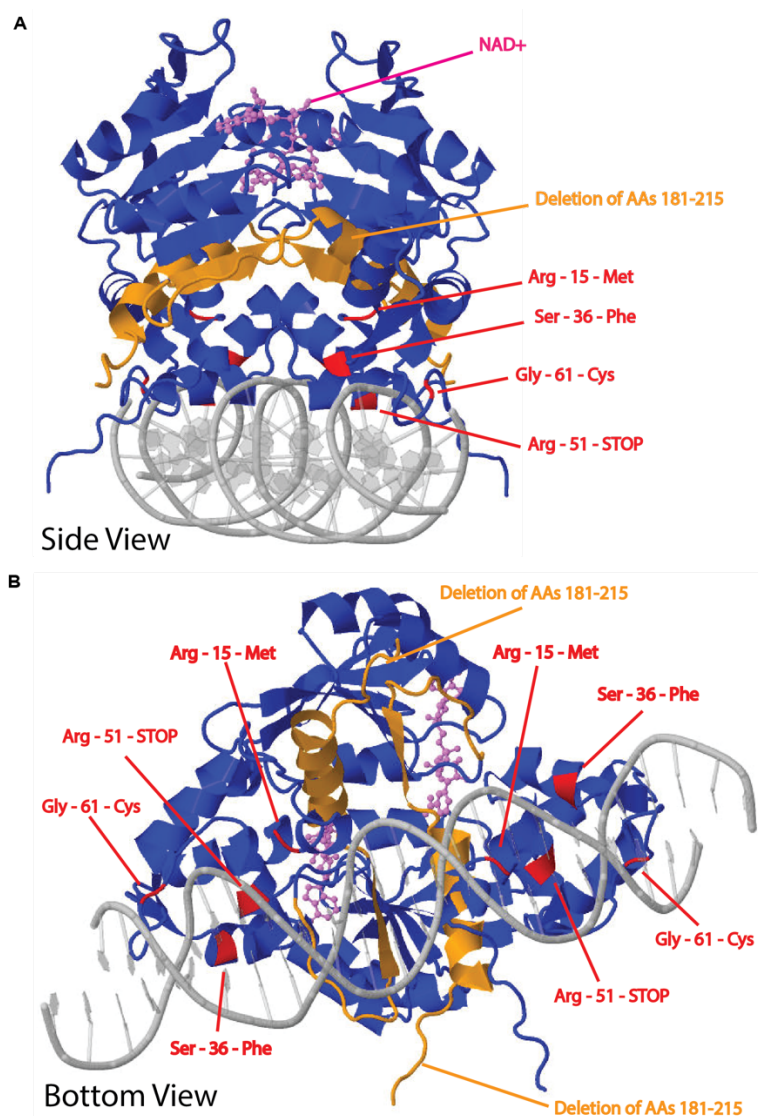 A
NAD+
Deletion of AAs 181-215
Arg - 15 - Met
Ser - 36 - Phe
Gly - 61 - Cys
Arg - 51 - STOP
Side View
B
Deletion of AAs 181-215
Arg - 15 - Met
Arg - 15 - Met
Ser - 36 - Phe
Arg - 51 - STOP
Gly - 61 - Cys
Gly - 61 - Cys
Arg - 51 - STOP
Ser - 36 - Phe
Bottom View
Deletion of AAs 181-215